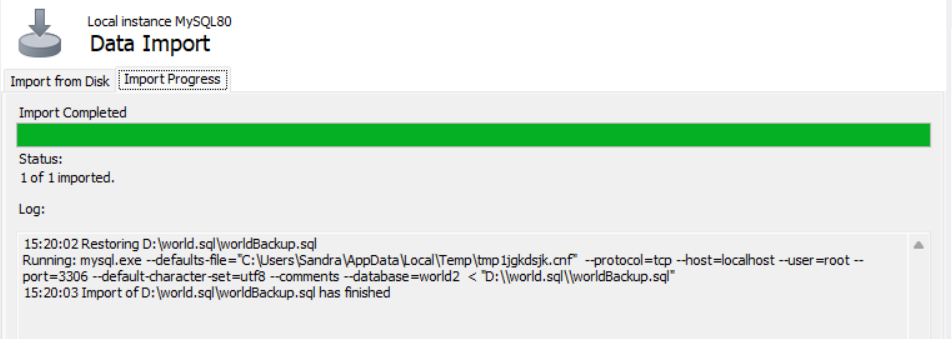 Local instance MySQL80
Data Import
Import from Disk Import Progress
Import Completed
Status:
1 of 1 imported.
Log:
15:20:02 Restoring D:\world.sql\worldBackup.sql
Running: mysql.exe --defaults-file="C:\Users\Sandra\AppData\Local\Temp\tmp1jgkdsjk.cnf"  --protocol=tcp --host=localhost --user=root --
port=3306 --default-character-set=utf8 --comments --database=world2  < "D:\\world.sql\\worldBackup.sql"
15:20:03 Import of D:\world.sql\worldBackup.sql has finished